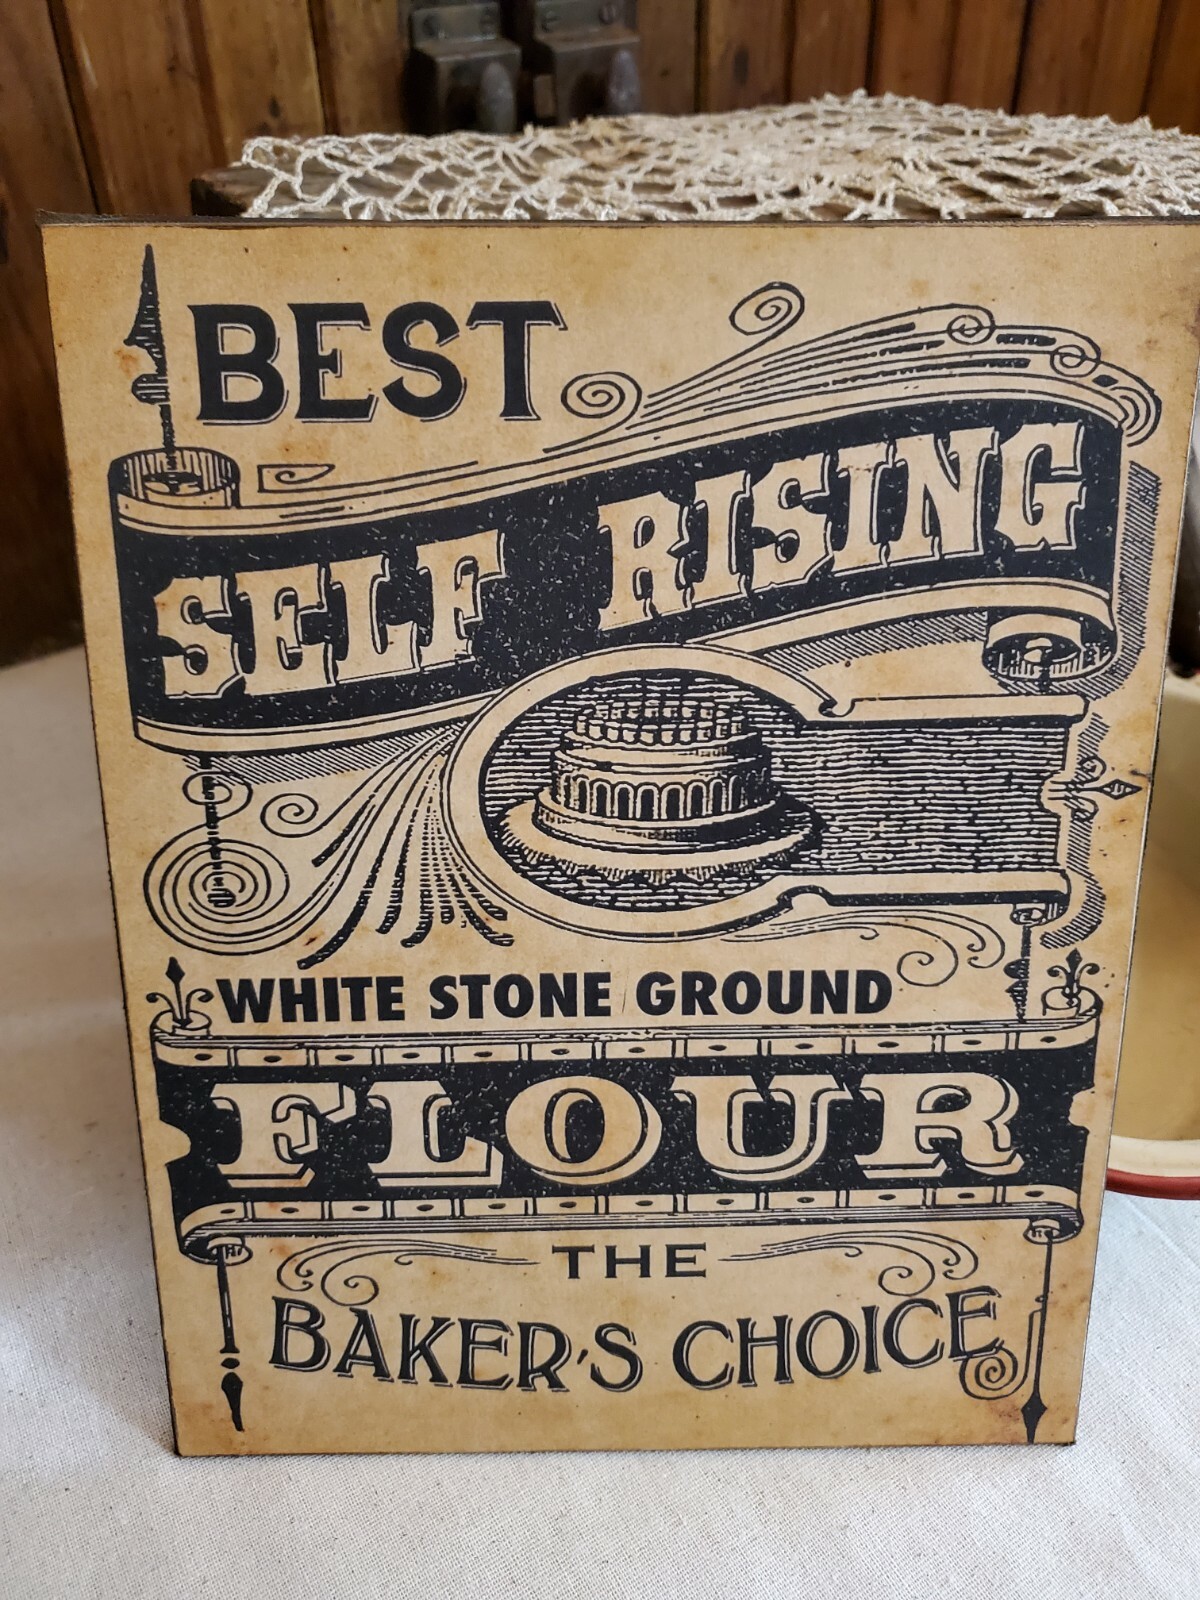 BEST
SELF RISING
WHITE STONE GROUND
FLOUR
THE
BAKER'S CHOICE